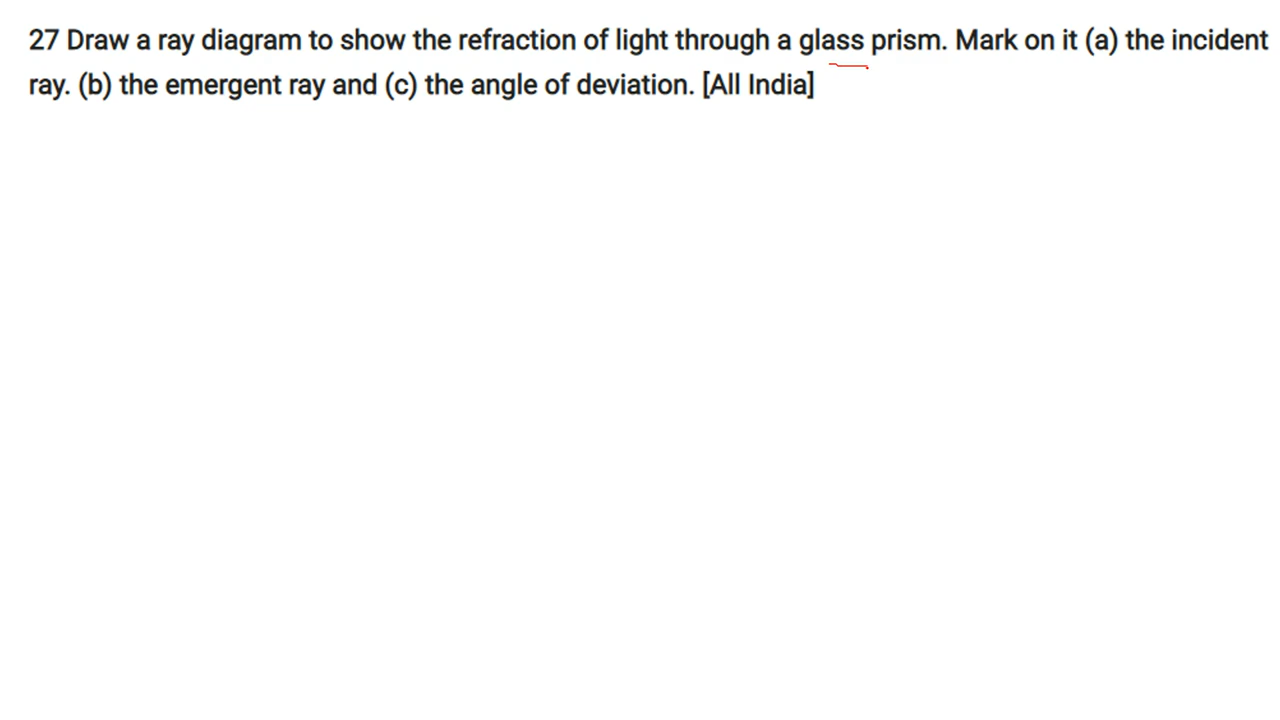 27 Draw a ray diagram to show the refraction of light through a glass prism. Mark on it (a) the incident
ray. (b) the emergent ray and (c) the angle of deviation. [All India]